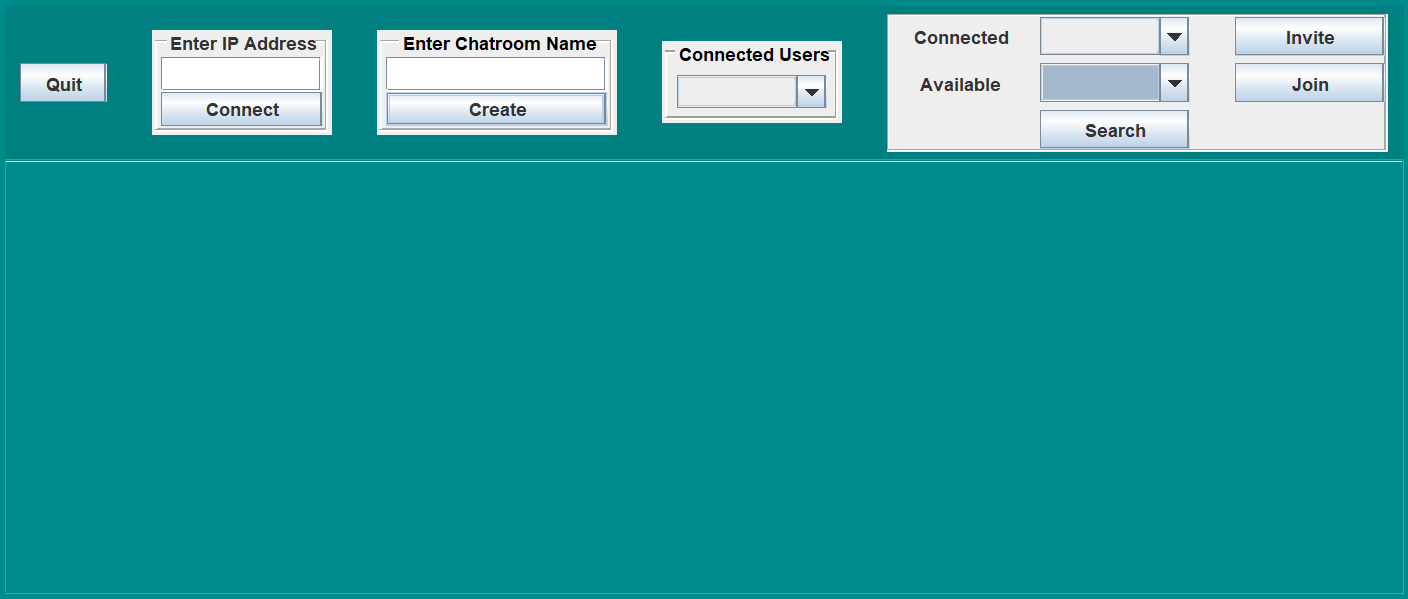 Quit
Enter IP Address
Connect
Enter Chatroom Name
Create
Connected Users
Connected
Invite
Available
Join
Search